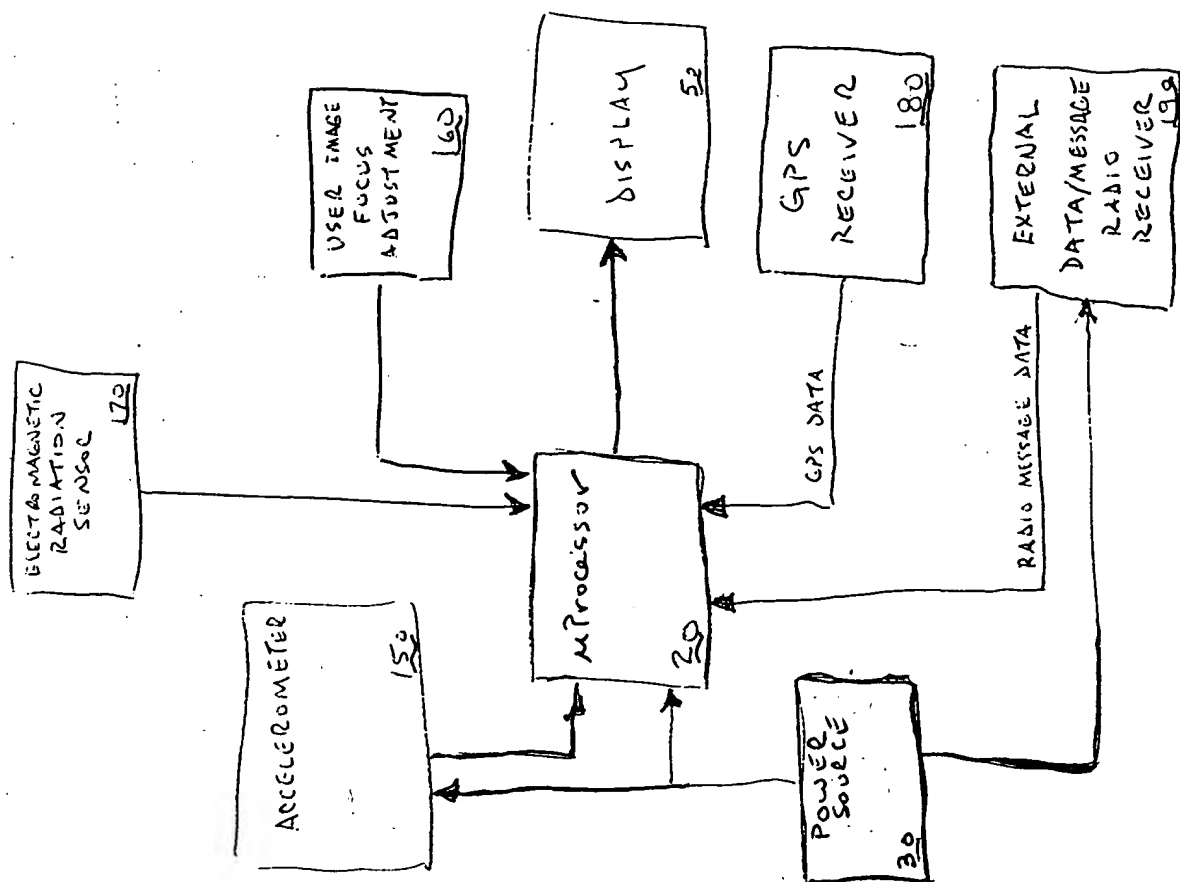 ELECTROMAGNETIC
RADIATION
SENSOR
170
ACCELEROMETER
150
USER IMAGE
FOCUS
ADJUSTMENT
160
µProcessor
20
DISPLAY
52
POWER
SOURCE
30
GPS DATA
GPS
RECEIVER
180
RADIO MESSAGE DATA
EXTERNAL
DATA/MESSAGE
RADIO
RECEIVER
190